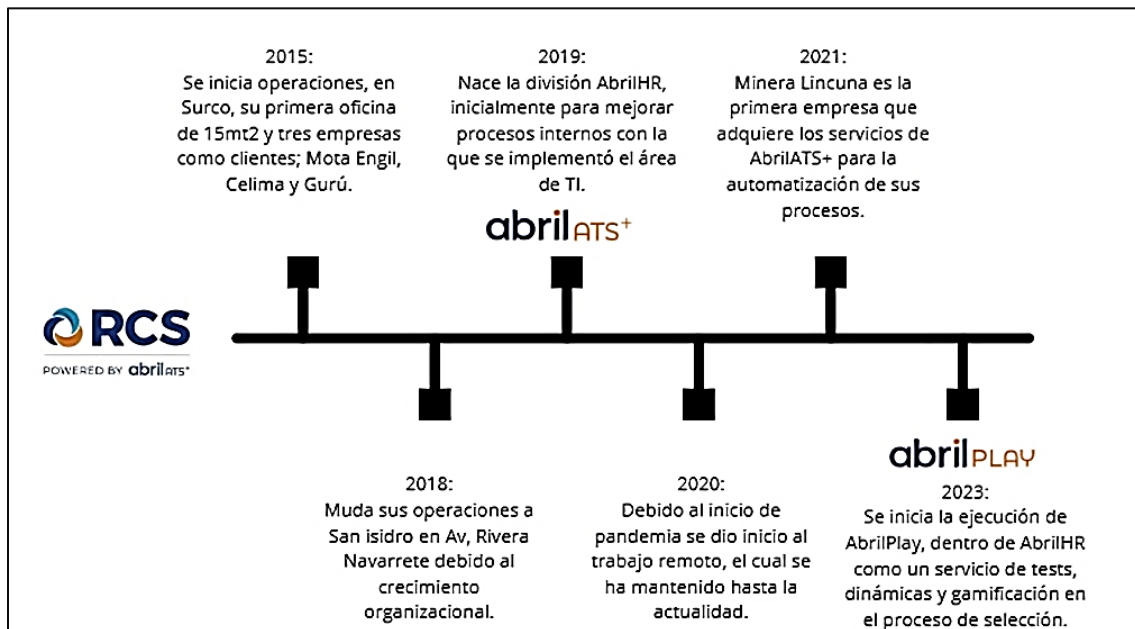 2015:
Se inicia operaciones, en
Surco, su primera oficina
de 15mt2 y tres empresas
como clientes; Mota Engil,
Celima y Gurú.
2019:
Nace la división AbrilHR,
inicialmente para mejorar
procesos internos con la
que se implementó el área
de TI.
abril ATS+
2021:
Minera Lincuna es la
primera empresa que
adquiere los servicios de
AbrilATS+ para la
automatización de sus
procesos.
RCS
POWERED BY abril ATS+
2018:
Muda sus operaciones a
San isidro en Av, Rivera
Navarrete debido al
crecimiento
organizacional.
2020:
Debido al inicio de
pandemia se dio inicio al
trabajo remoto, el cual se
ha mantenido hasta la
actualidad.
abril PLAY
2023:
Se inicia la ejecución de
AbrilPlay, dentro de AbrilHR
como un servicio de tests,
dinámicas y gamificación en
el proceso de selección.